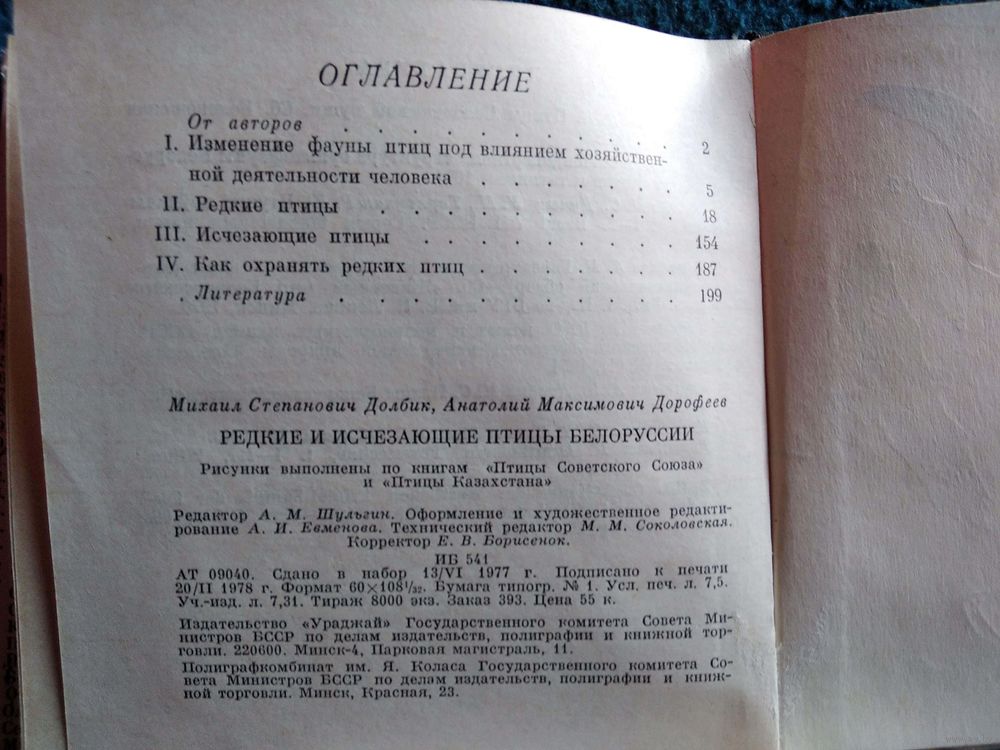 ОГЛАВЛЕНИЕ
От авторов . . . . . . . . . . 2
I. Изменение фауны птиц под влиянием хозяйствен-
ной деятельности человека . . . . . . . 5
II. Редкие птицы . . . . . . . . . 18
III. Исчезающие птицы . . . . . . . . 154
IV. Как охранять редких птиц . . . . . . . 187
Литература . . . . . . . . . . 199
Михаил Степанович Долбик, Анатолий Максимович Дорофеев
РЕДКИЕ И ИСЧЕЗАЮЩИЕ ПТИЦЫ БЕЛОРУССИИ
Рисунки выполнены по книгам «Птицы Советского Союза»
и «Птицы Казахстана»
Редактор А. М. Шульгин. Оформление и художественное редакти-
рование А. И. Евменова. Технический редактор М. М. Соколовская.
Корректор Е. В. Борисенок.
ИБ 541
АТ 09040. Сдано в набор 13/VI 1977 г. Подписано к печати
20/II 1978 г. Формат 60×108 1/32. Бумага типогр. № 1. Усл. печ. л. 7,5.
Уч.-изд. л. 7,31. Тираж 8000 экз. Заказ 393. Цена 55 к.
Издательство «Ураджай» Государственного комитета Совета Ми-
нистров БССР по делам издательств, полиграфии и книжной тор-
говли. 220600. Минск-4, Парковая магистраль, 11.
Полиграфкомбинат им. Я. Коласа Государственного комитета Со-
вета Министров БССР по делам издательств, полиграфии и книж-
ной торговли. Минск, Красная, 23.